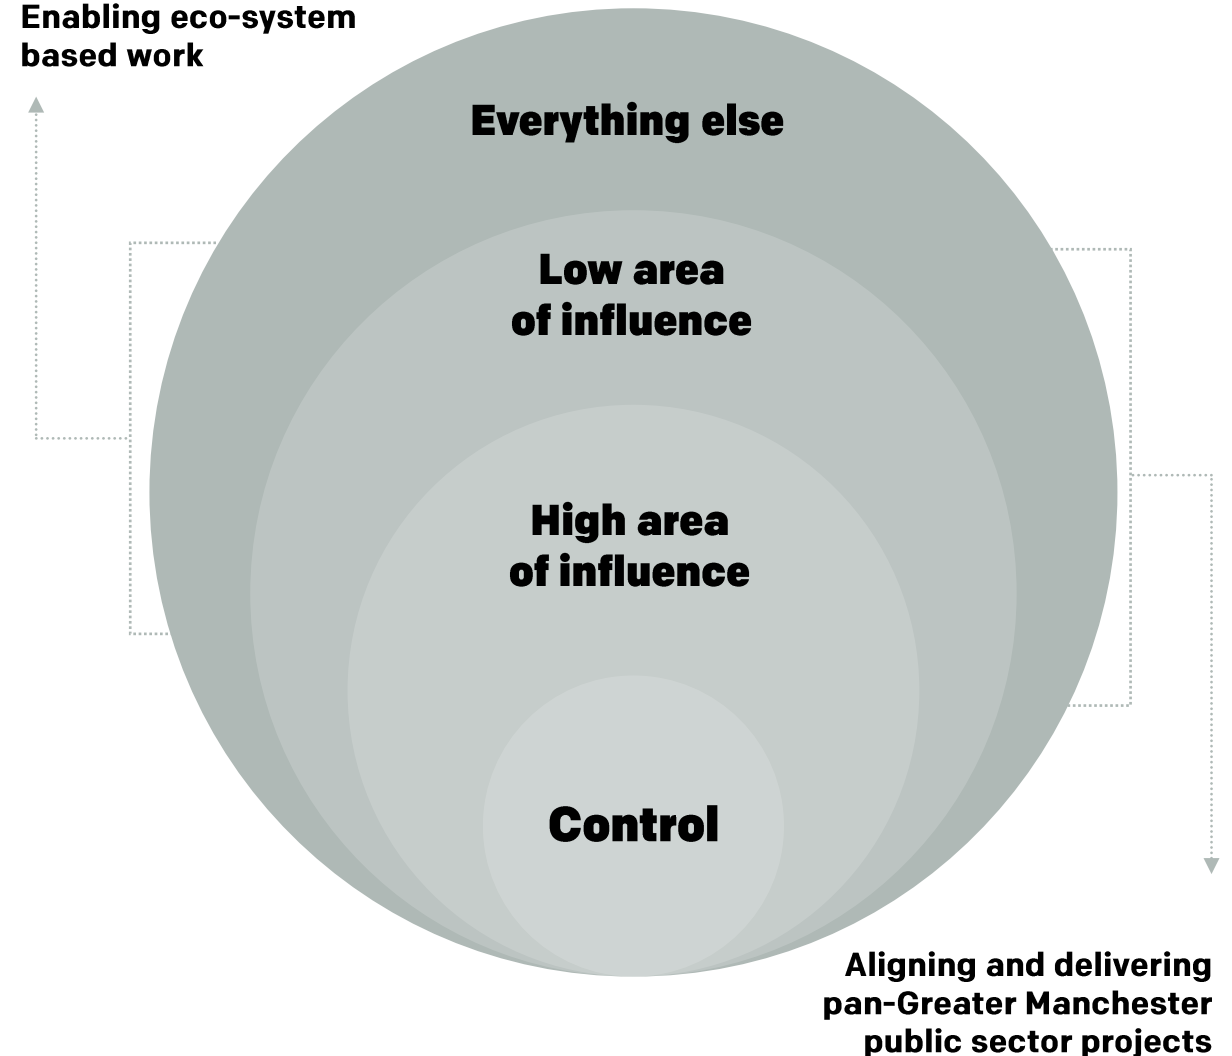 Enabling eco-system
based work
Everything else
Low area
of influence
High area
of influence
Control
Aligning and delivering
pan-Greater Manchester
public sector projects